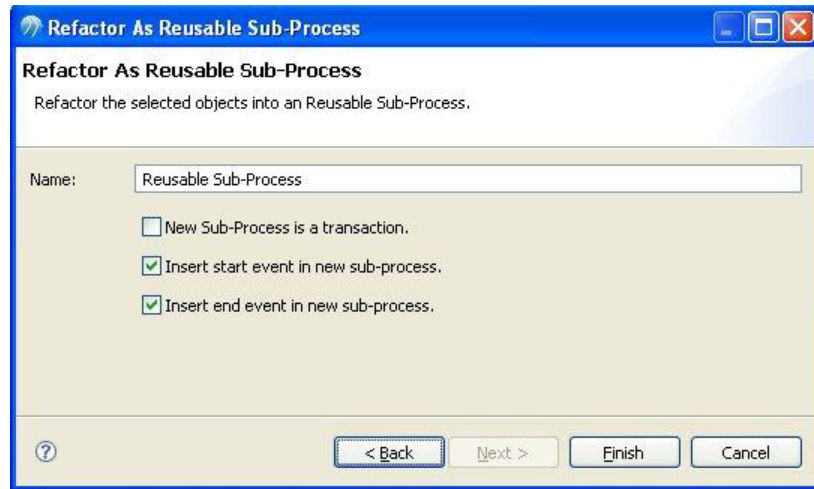 Refactor As Reusable Sub-Process
Refactor As Reusable Sub-Process
Refactor the selected objects into an Reusable Sub-Process.
Name: Reusable Sub-Process
New Sub-Process is a transaction.
Insert start event in new sub-process.
Insert end event in new sub-process.
? < Back Next > Finish Cancel